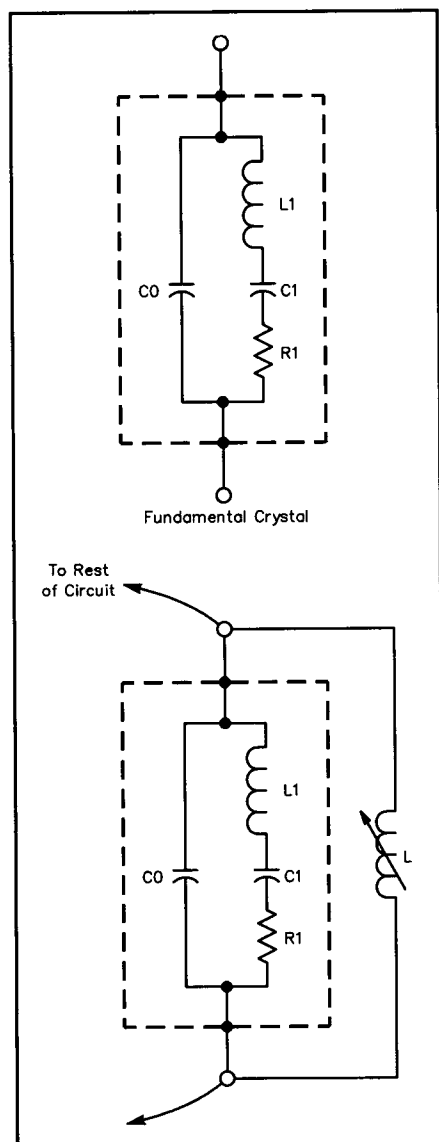 L1
C0
C1
R1
Fundamental Crystal
To Rest
of Circuit
L1
L
C0
C1
R1